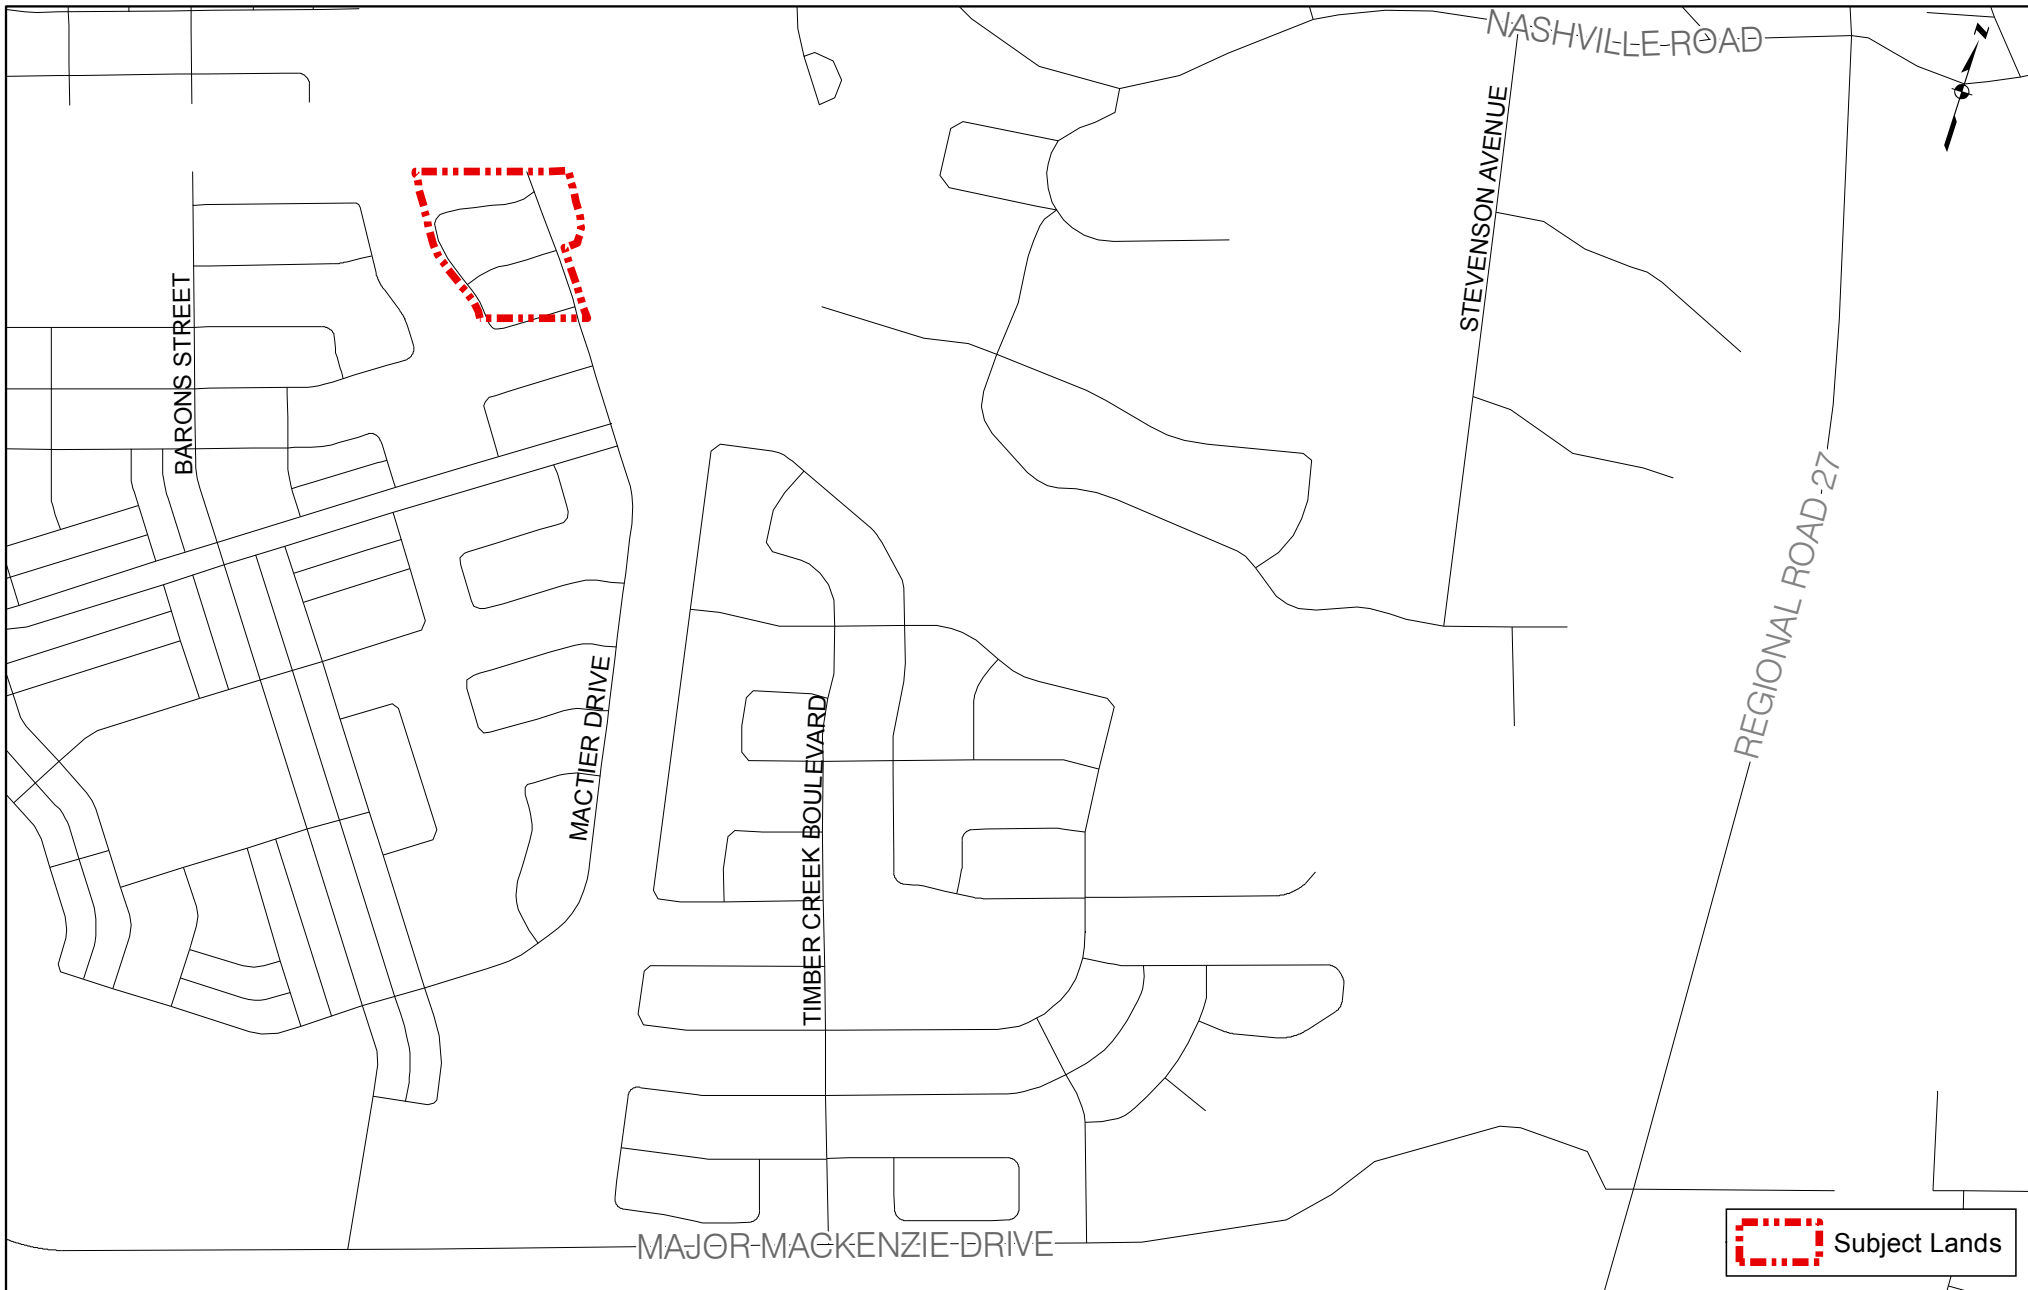 NASHVILLE ROAD
N
STEVENSON AVENUE
BARONS STREET
REGIONAL ROAD 27
MACTIER DRIVE
TIMBER CREEK BOULEVARD
MAJOR MACKENZIE DRIVE
Subject Lands